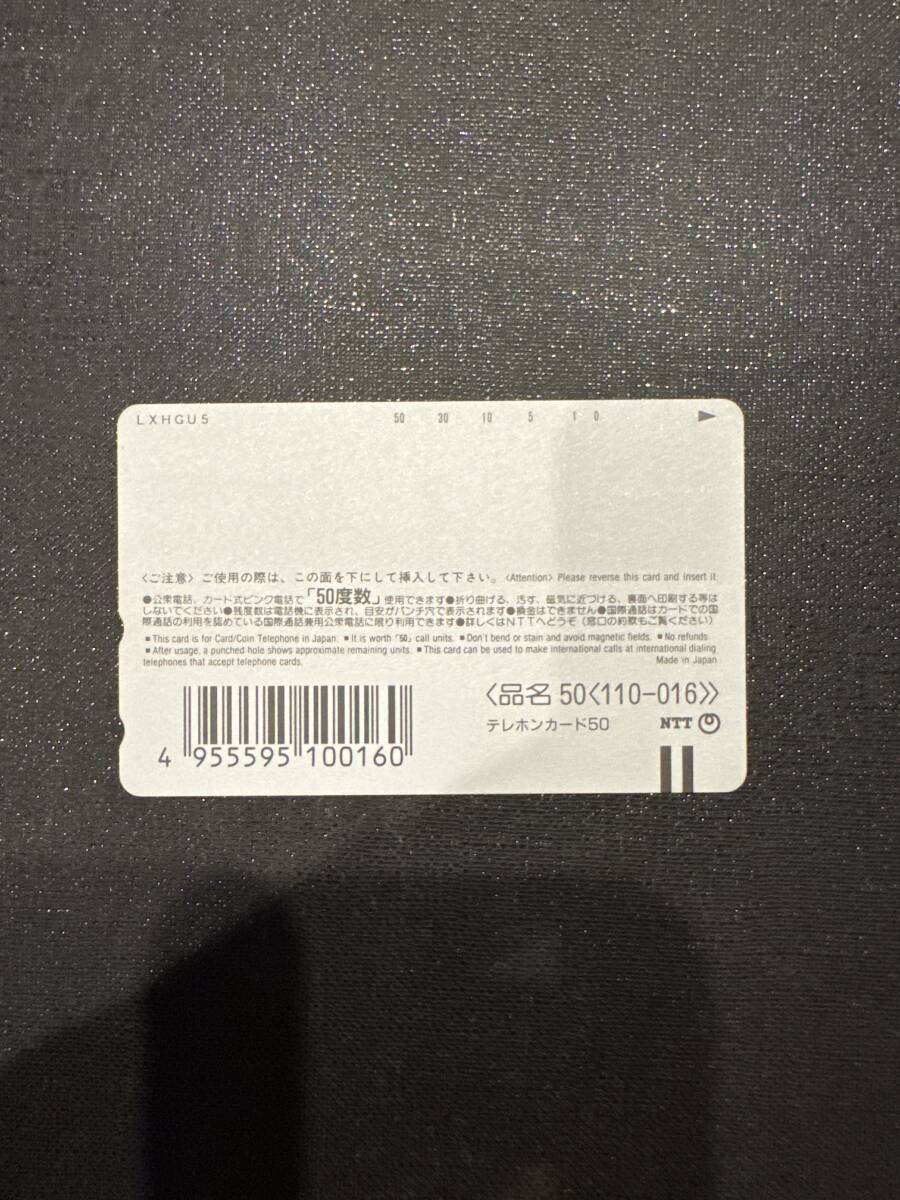 LXHGU5 50 30 10 5 1 0
〈ご注意〉ご使用の際は、この面を下にして挿入して下さい。〈Attention〉Please reverse this card and insert it
●公衆電話、カード式ピンク電話で「50度数」使用できます●折り曲げる、汚す、磁気に近づける、裏面へ印刷する等は
しないでください●残度数は電話機に表示され、目安がパンチ穴で表示されます●換金はできません●国際通話はカードでの国
際通話の利用を認めている国際通話兼用公衆電話に限り利用できます●詳しくはNTTへどうぞ（窓口の約款もご覧ください）
■This card is for Card/Coin Telephone in Japan. ■It is worth「50」call units. ■Don't bend or stain and avoid magnetic fields. ■No refunds.
■After usage, a punched hole shows approximate remaining units. ■This card can be used to make international calls at international dialing
telephones that accept telephone cards. Made in Japan
〈品名 50〈110-016〉〉
テレホンカード50 NTT
4 955595 100160